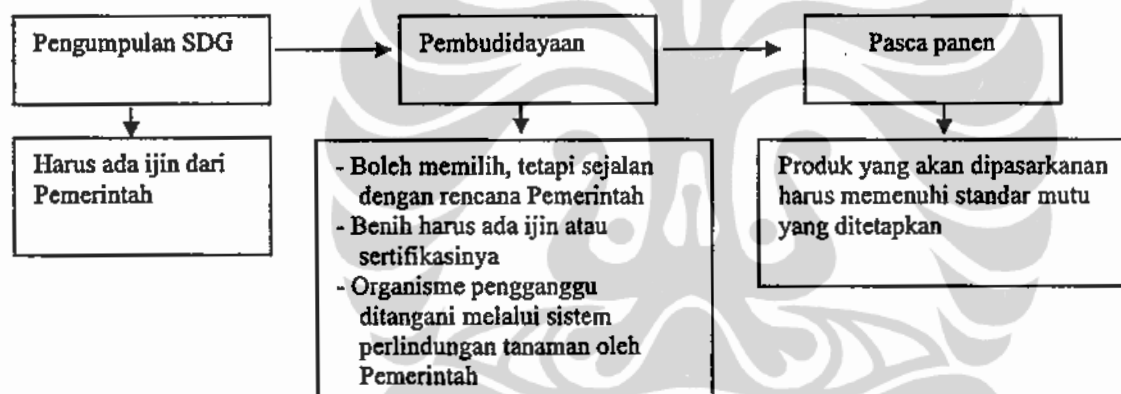 Pengumpulan SDG
Pembudidayaan
Pasca panen
Harus ada ijin dari
Pemerintah
- Boleh memilih, tetapi sejalan
dengan rencana Pemerintah
- Benih harus ada ijin atau
sertifikasinya
- Organisme pengganggu
ditangani melalui sistem
perlindungan tanaman oleh
Pemerintah
Produk yang akan dipasarkanan
harus memenuhi standar mutu
yang ditetapkan